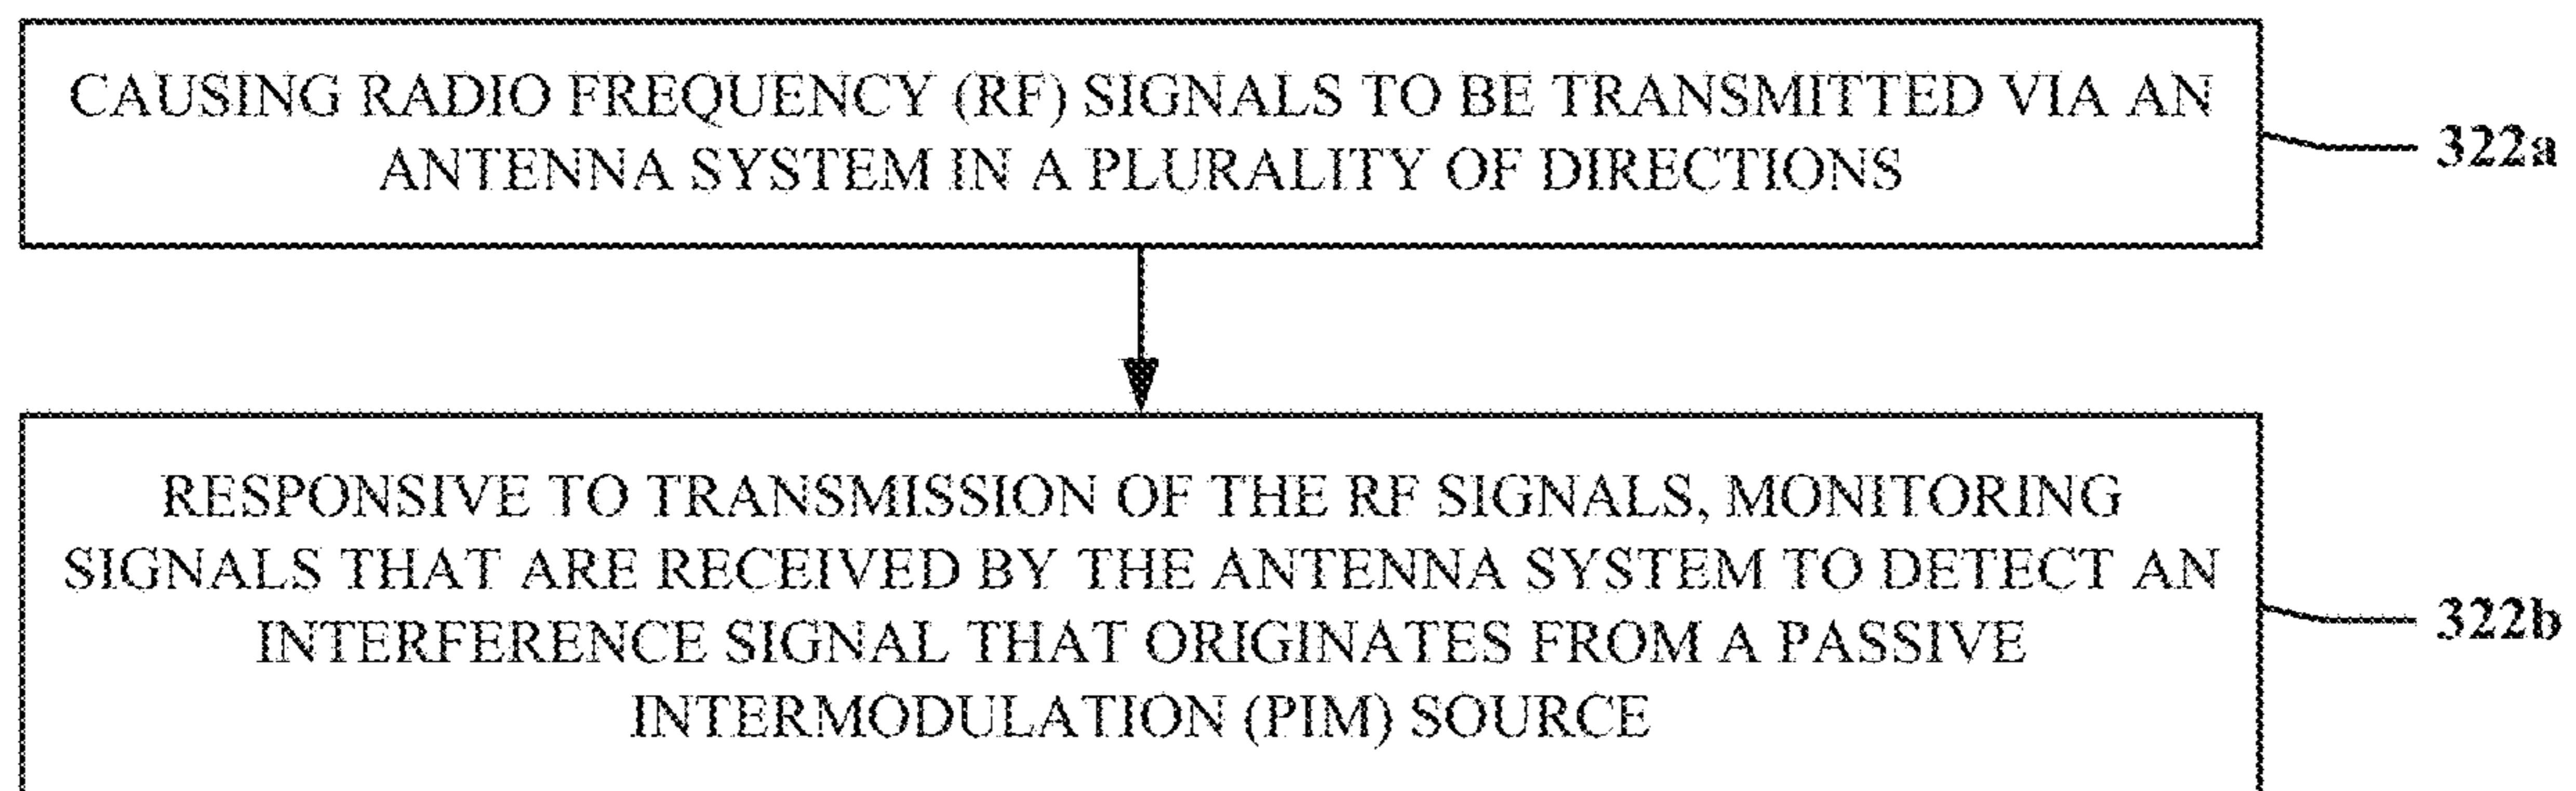 CAUSING RADIO FREQUENCY (RF) SIGNALS TO BE TRANSMITTED VIA AN
ANTENNA SYSTEM IN A PLURALITY OF DIRECTIONS
322a
RESPONSIVE TO TRANSMISSION OF THE RF SIGNALS, MONITORING
SIGNALS THAT ARE RECEIVED BY THE ANTENNA SYSTEM TO DETECT AN
INTERFERENCE SIGNAL THAT ORIGINATES FROM A PASSIVE
INTERMODULATION (PIM) SOURCE
322b